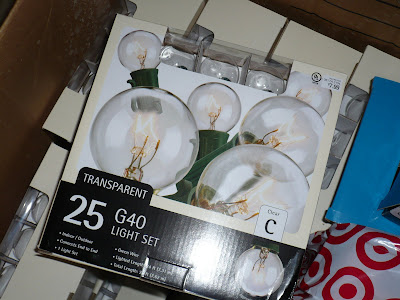 TRANSPARENT
25 G40
LIGHT SET
Clear
C
• Indoor / Outdoor
• Connects End to End
• 1 Light Set
• Green Wire
• Lighted Length
• Total Length